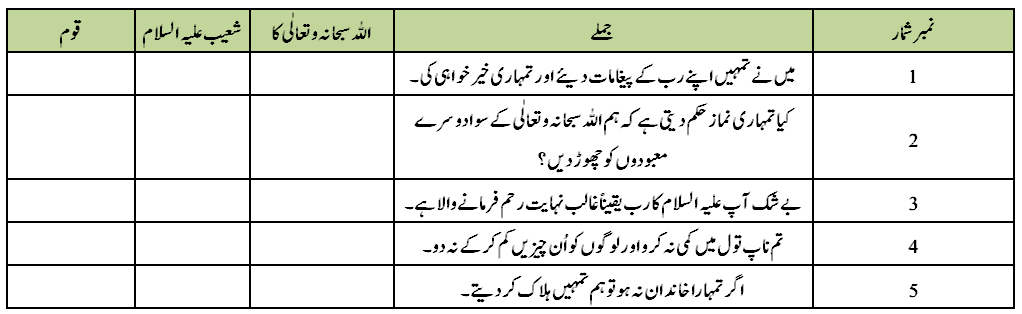 نمبر شمار جملے اللہ سبحانہ وتعالٰی کا شعیب علیہ السلام قوم
1 میں نے تمہیں اپنے رب کے پیغامات دیئے اور تمہاری خیر خواہی کی۔
2 کیا تمہاری نماز حکم دیتی ہے کہ ہم اللہ سبحانہ وتعالٰی کے سوا دوسرے
معبودوں کو چھوڑ دیں؟
3 بے شک آپ علیہ السلام کا رب یقیناً غالب نہایت رحم فرمانے والا ہے۔
4 تم ناپ تول میں کمی نہ کرو اور لوگوں کو اُن چیزیں کم کر کے نہ دو۔
5 اگر تمہارا خاندان نہ ہو تو ہم تمہیں ہلاک کر دیتے۔